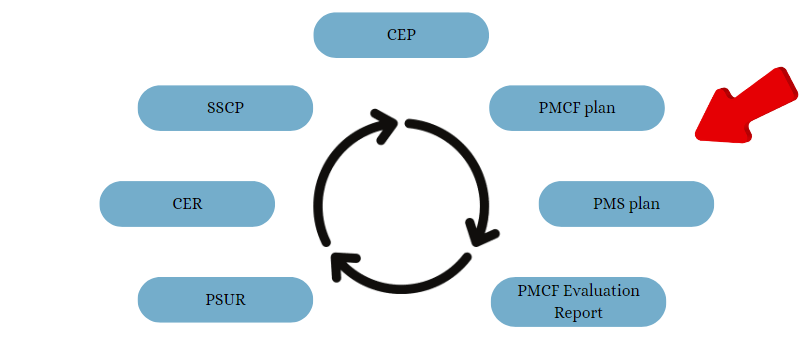 CEP
SSCP
PMCF plan
CER
PMS plan
PSUR
PMCF Evaluation
Report